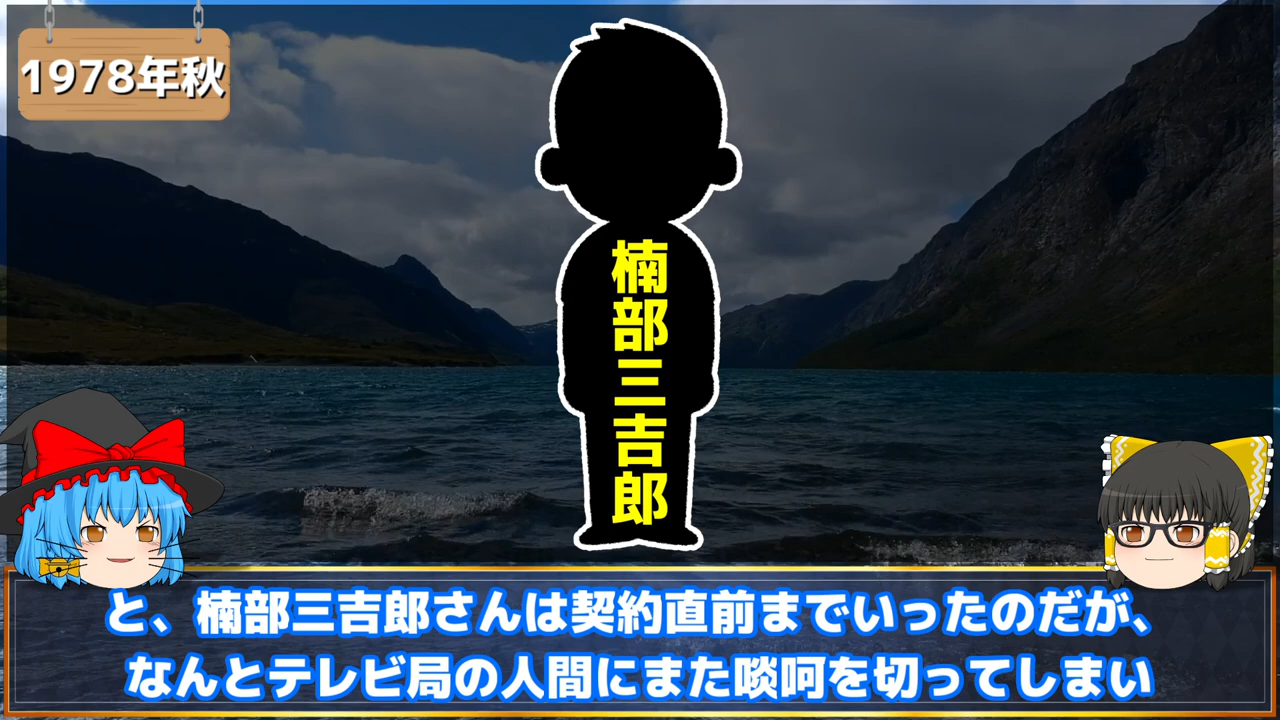 1978年秋
楠部三吉郎
と、楠部三吉郎さんは契約直前までいったのだが、
なんとテレビ局の人間にまた啖呵を切ってしまい